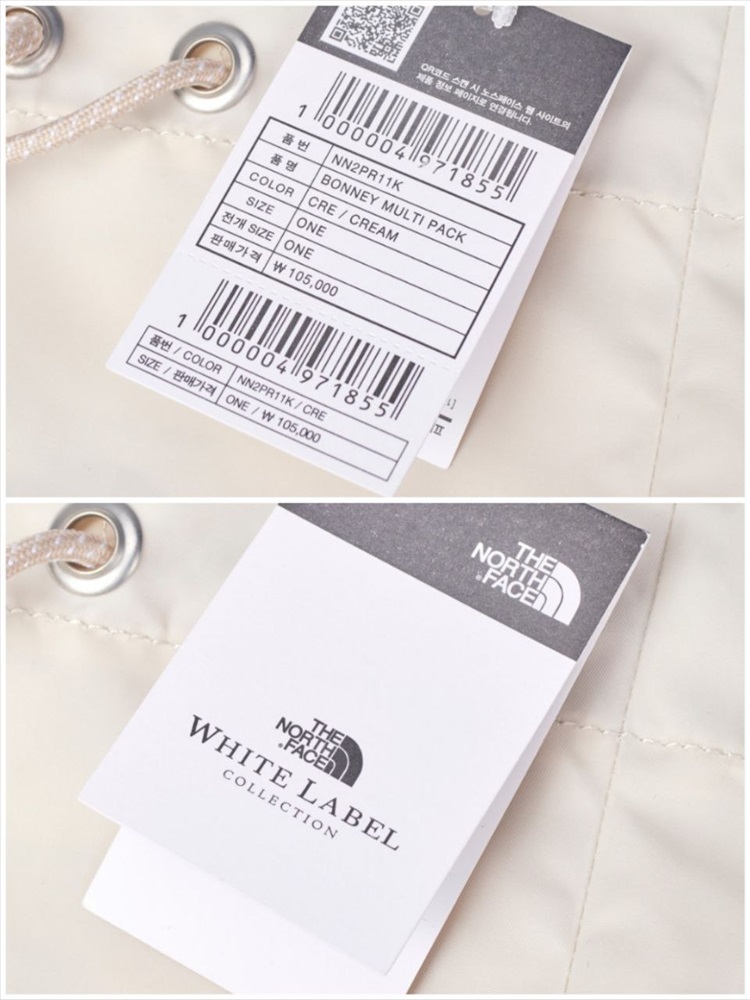 QR코드 스캔 시 노스페이스 웹 사이트의
제품 정보 페이지로 연결됩니다.
1 000004 971855
품 번 NN2PR11K
품 명 BONNEY MULTI PACK
COLOR CRE / CREAM
SIZE ONE
전개 SIZE ONE
판매가격 ₩ 105,000
1 000004 971855
품번 / COLOR NN2PR11K / CRE
SIZE / 판매가격 ONE / ₩ 105,000
THE
NORTH
FACE
THE
NORTH
FACE
WHITE LABEL
COLLECTION